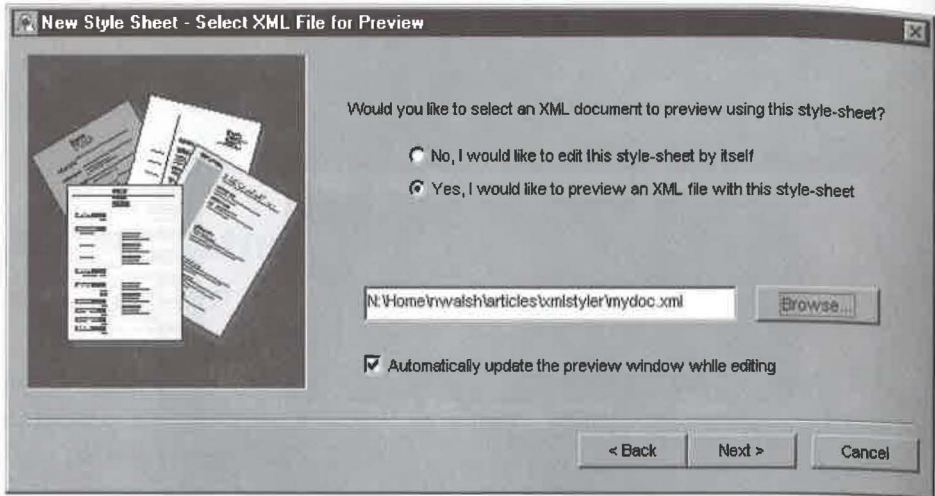 New Style Sheet - Select XML File for Preview
Would you like to select an XML document to preview using this style-sheet?
No, I would like to edit this style-sheet by itself
Yes, I would like to preview an XML file with this style-sheet
N:\Home\nwalsh\articles\xmlstyler\mydoc.xml
Browse...
Automatically update the preview window while editing
< Back
Next >
Cancel